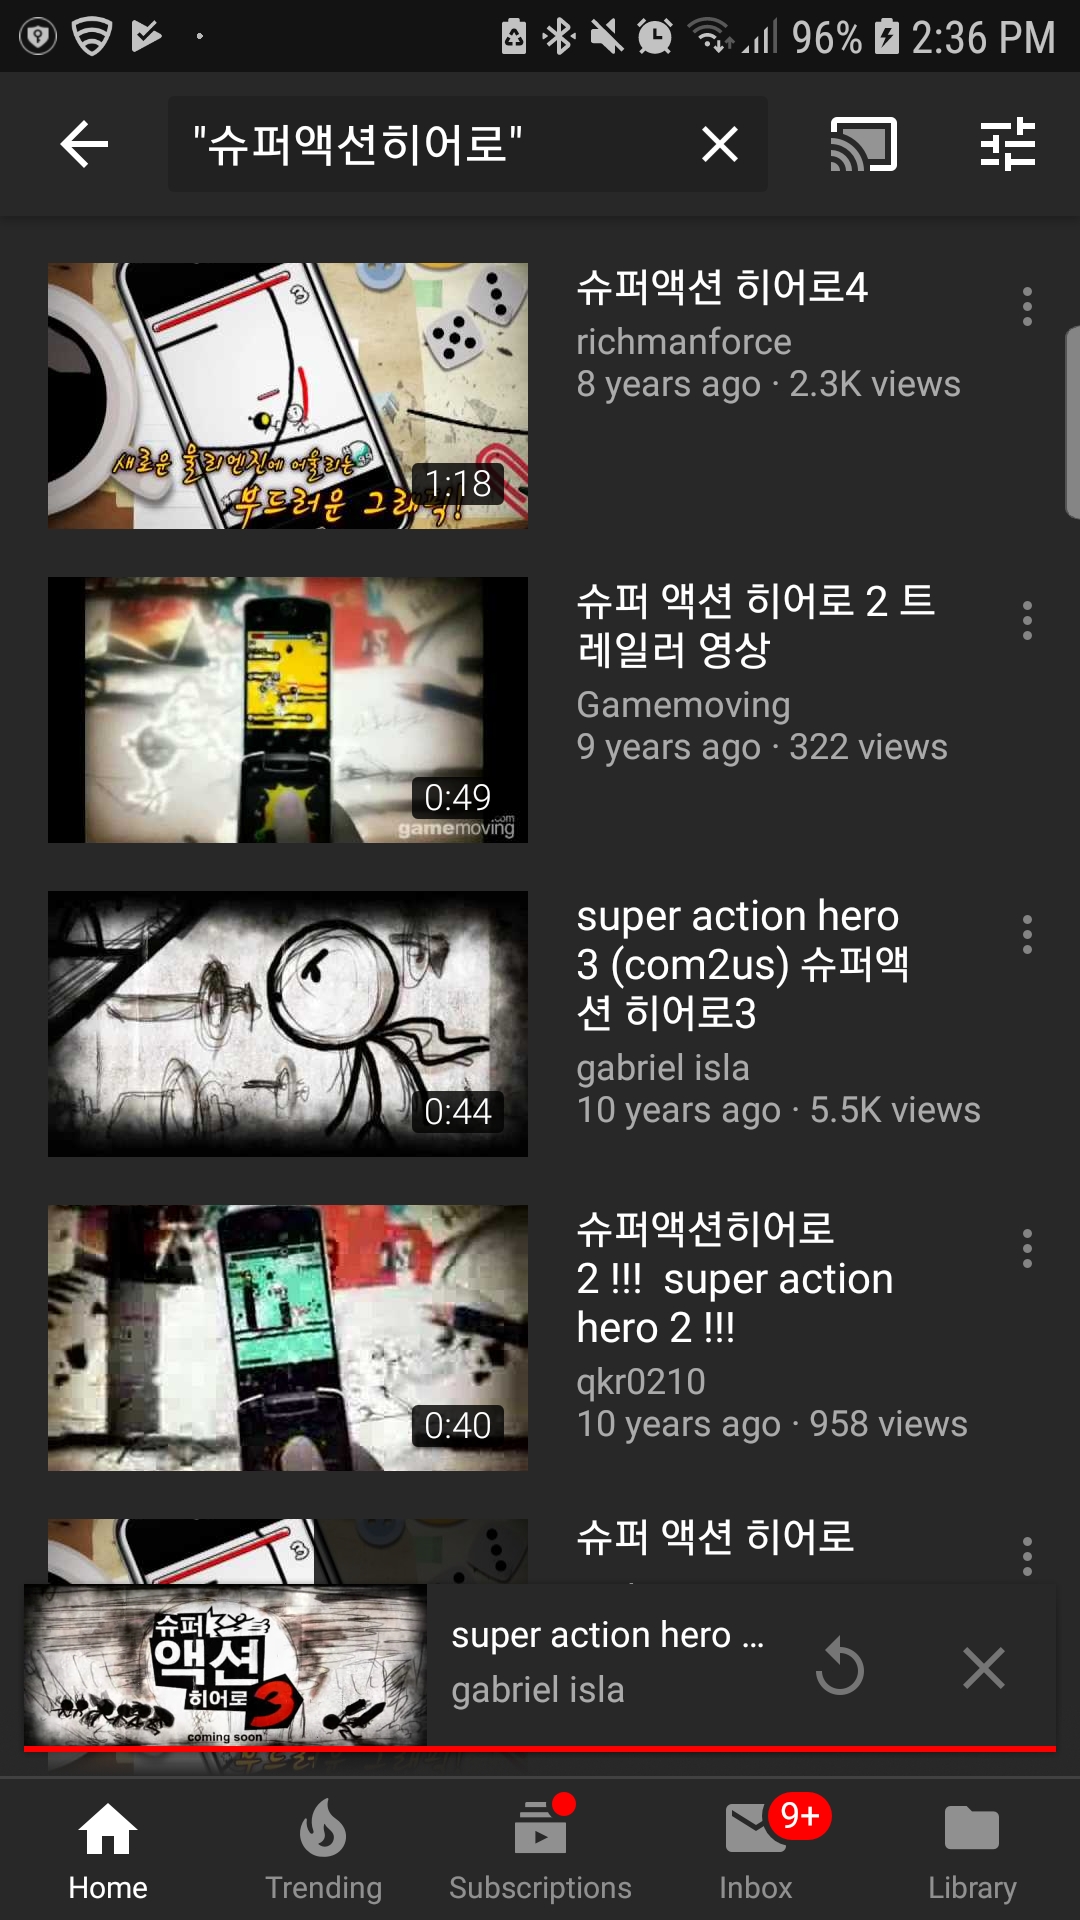 96% 2:36 PM
"슈퍼액션히어로"
슈퍼액션 히어로4
richmanforce
8 years ago · 2.3K views
3
새로운 물리엔진에 어울리는
부드러운 그래픽!
1:18
슈퍼 액션 히어로 2 트
레일러 영상
Gamemoving
9 years ago · 322 views
0:49
.com
gamemoving
super action hero
3 (com2us) 슈퍼액
션 히어로3
gabriel isla
10 years ago · 5.5K views
0:44
슈퍼액션히어로
2 !!!  super action
hero 2 !!!
qkr0210
10 years ago · 958 views
0:40
슈퍼 액션 히어로
3
슈퍼
액션
히어로 3
coming soon
super action hero ...
gabriel isla
9+
Home Trending Subscriptions Inbox Library